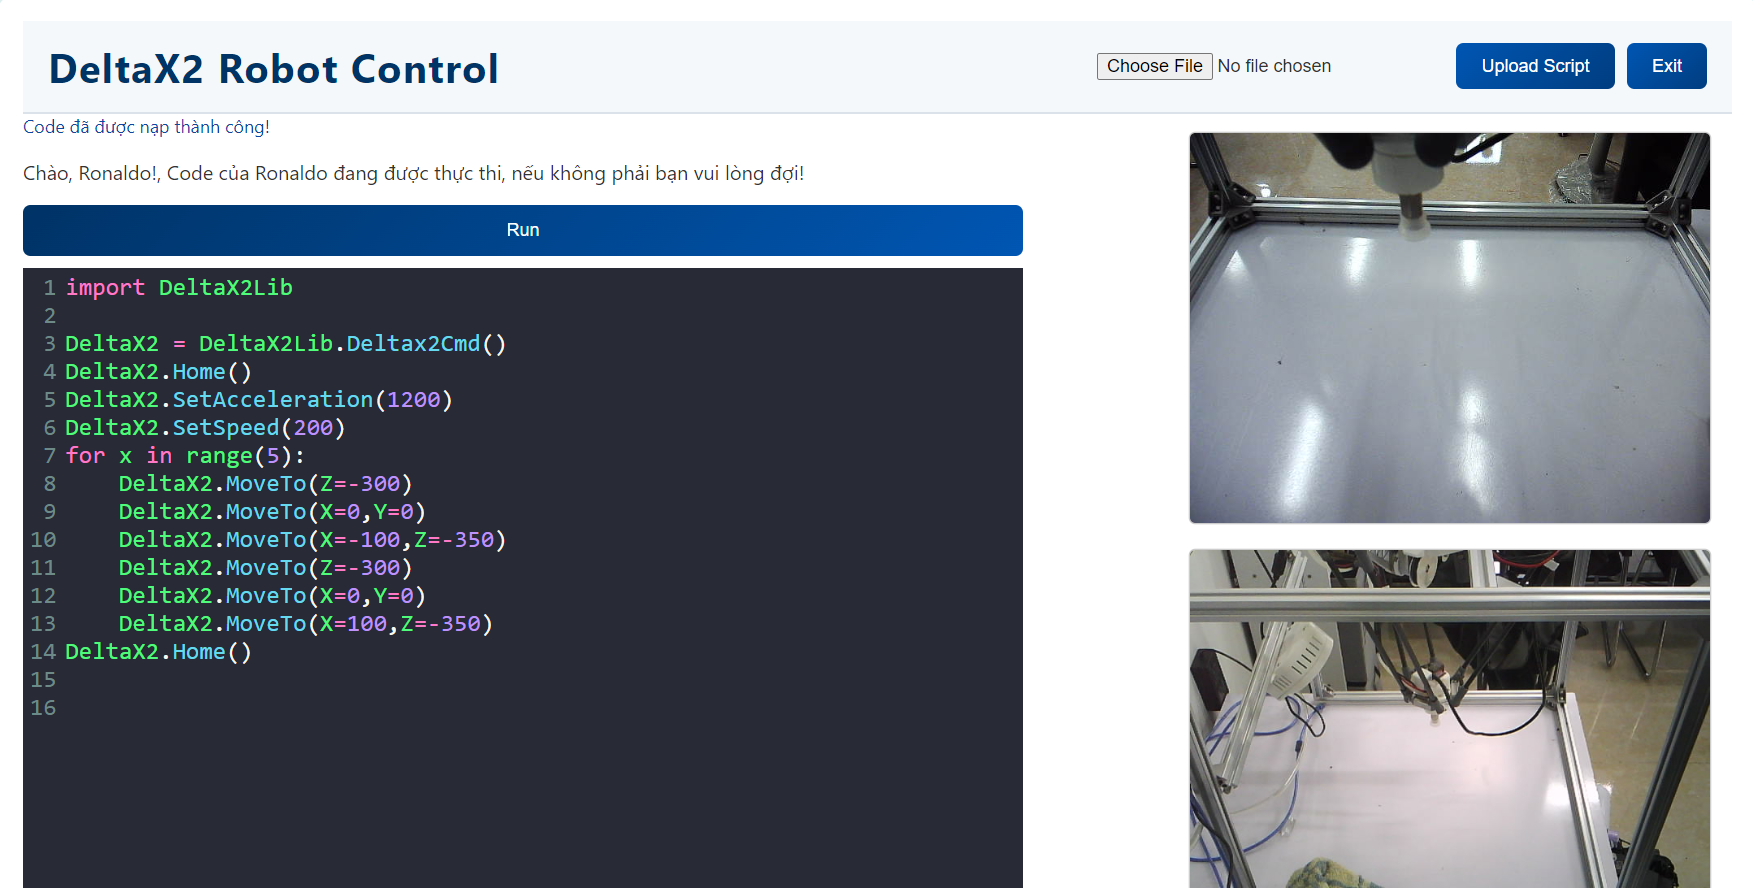 DeltaX2 Robot Control
Choose File No file chosen
Upload Script
Exit
Code đã được nạp thành công!
Chào, Ronaldo!, Code của Ronaldo đang được thực thi, nếu không phải bạn vui lòng đợi!
Run
1 import DeltaX2Lib
2
3 DeltaX2 = DeltaX2Lib.Deltax2Cmd()
4 DeltaX2.Home()
5 DeltaX2.SetAcceleration(1200)
6 DeltaX2.SetSpeed(200)
7 for x in range(5):
8     DeltaX2.MoveTo(Z=-300)
9     DeltaX2.MoveTo(X=0,Y=0)
10     DeltaX2.MoveTo(X=-100,Z=-350)
11     DeltaX2.MoveTo(Z=-300)
12     DeltaX2.MoveTo(X=0,Y=0)
13     DeltaX2.MoveTo(X=100,Z=-350)
14 DeltaX2.Home()
15
16